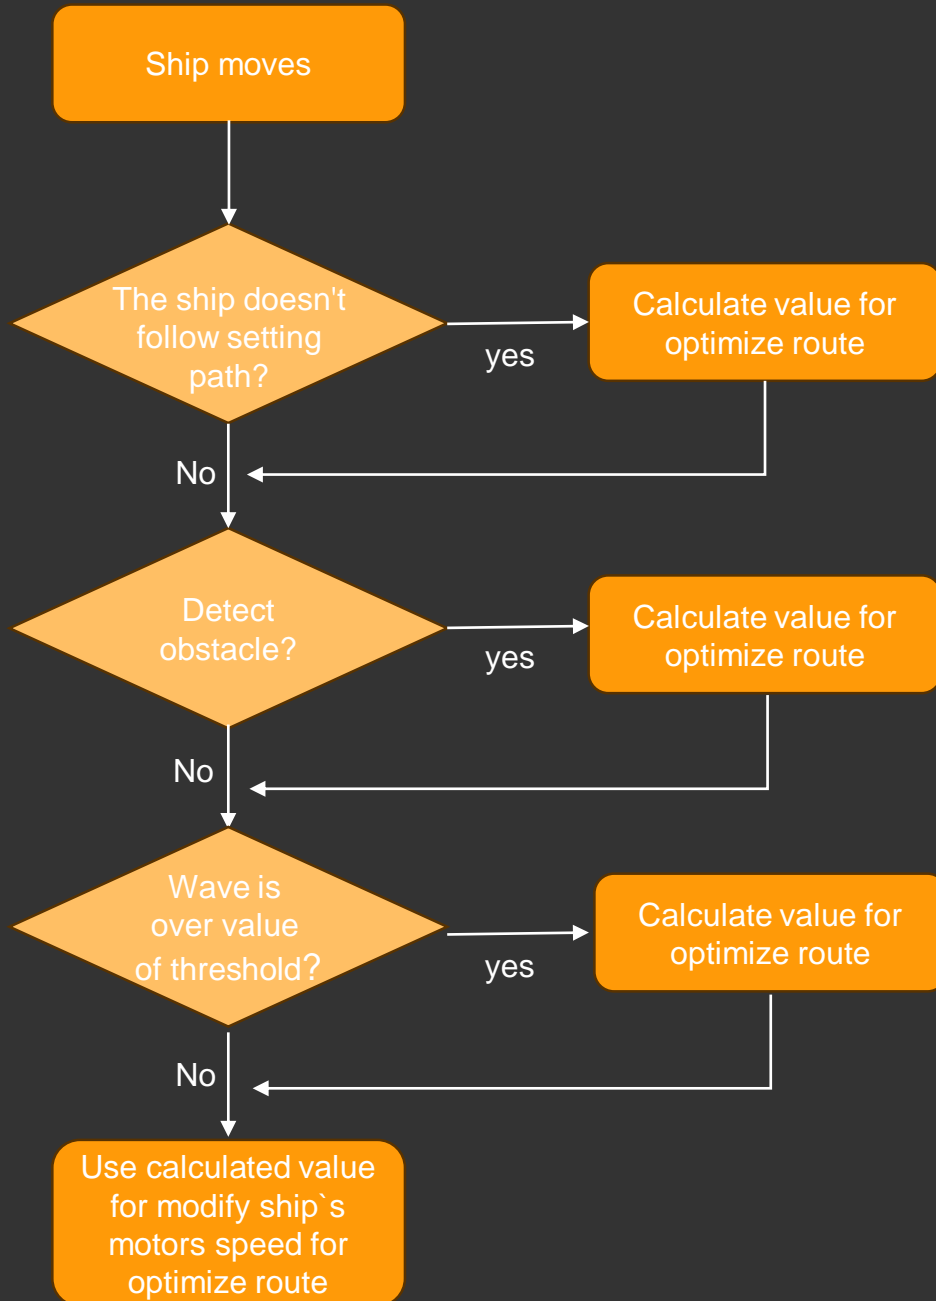 Ship moves
The ship doesn't
follow setting
path?
yes
Calculate value for
optimize route
No
Detect
obstacle?
yes
Calculate value for
optimize route
No
Wave is
over value
of threshold?
yes
Calculate value for
optimize route
No
Use calculated value
for modify ship`s
motors speed for
optimize route